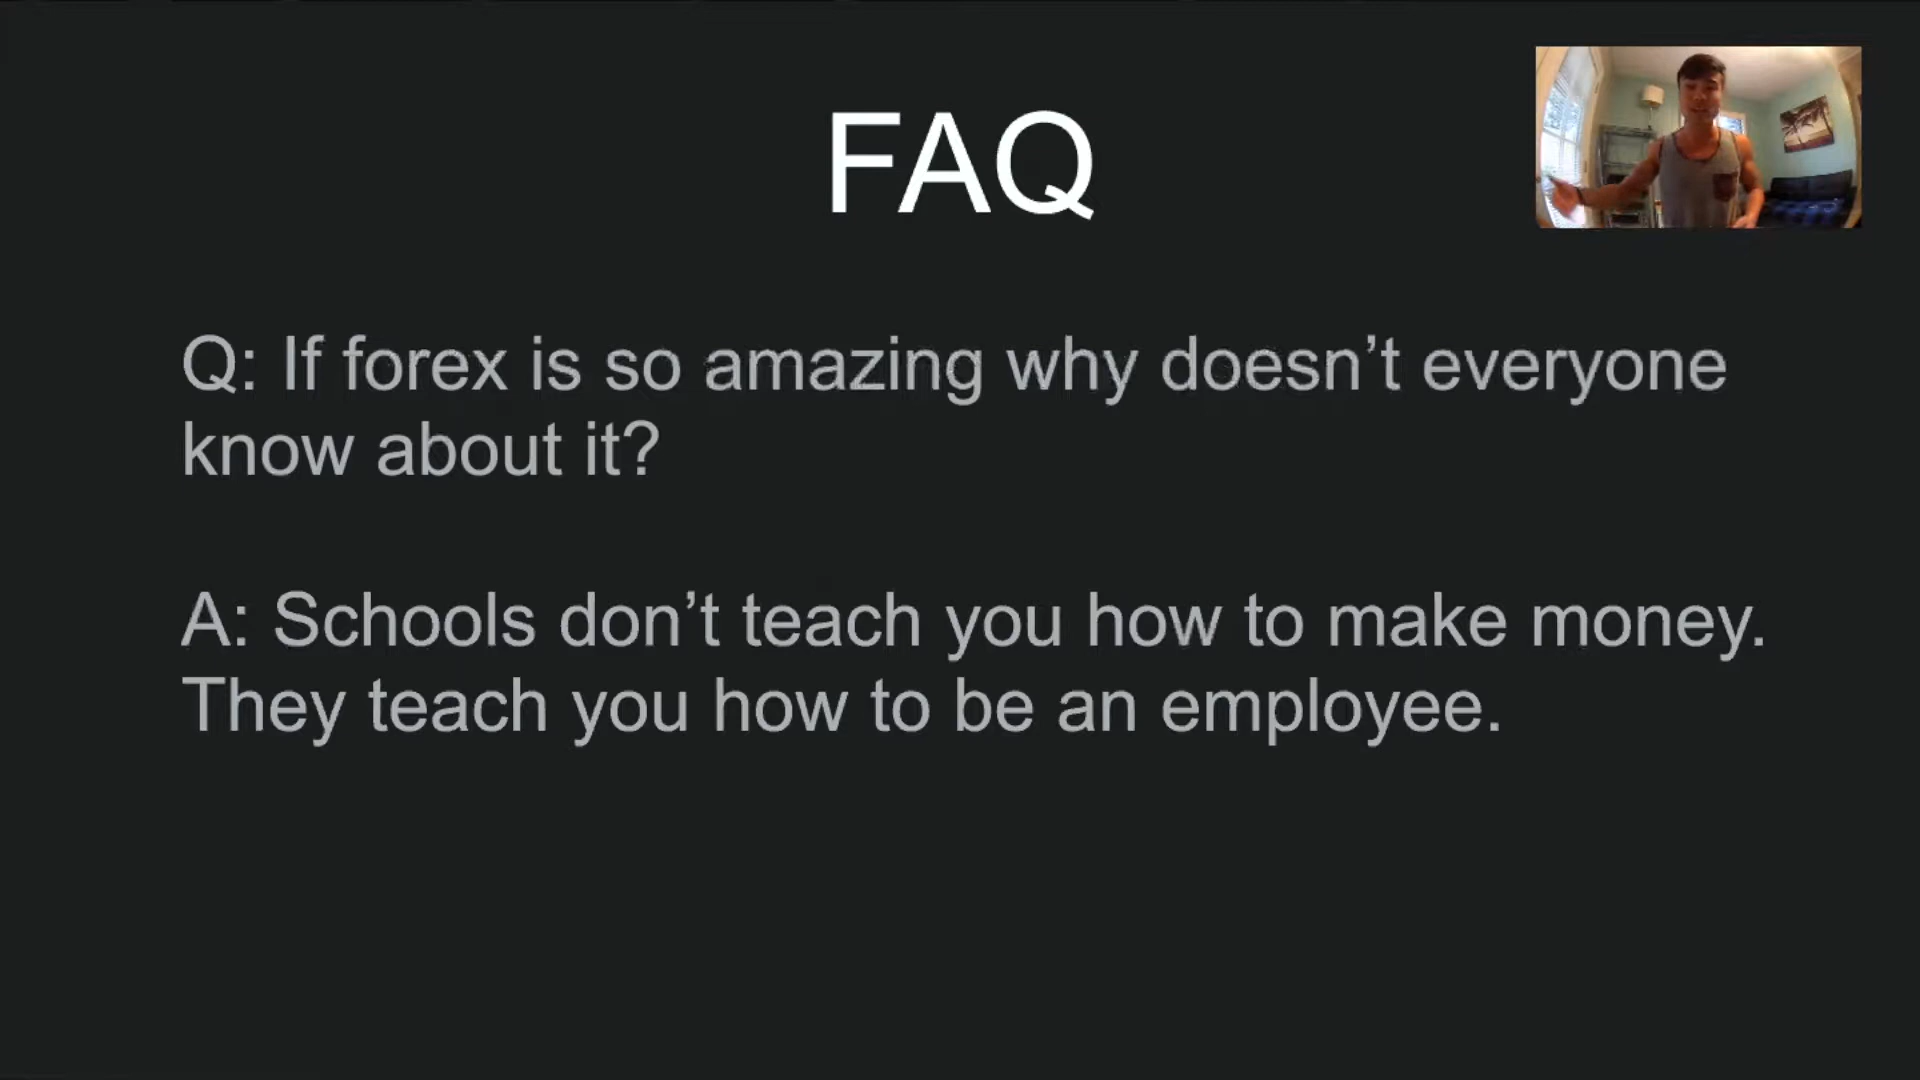 FAQ
Q: If forex is so amazing why doesn’t everyone
know about it?
A: Schools don’t teach you how to make money.
They teach you how to be an employee.